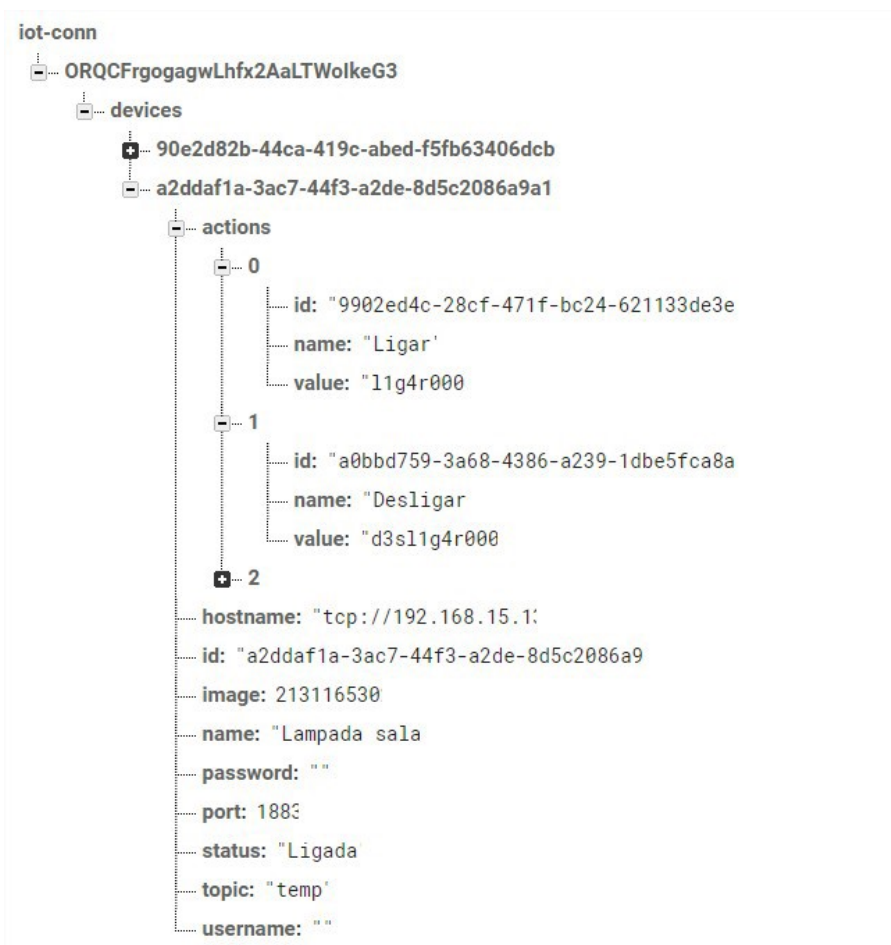 iot-conn
ORQCFrgogagwLhfx2AaLTWolkeG3
devices
90e2d82b-44ca-419c-abed-f5fb63406dcb
a2ddaf1a-3ac7-44f3-a2de-8d5c2086a9a1
actions
0
id: "9902ed4c-28cf-471f-bc24-621133de3e
name: "Ligar'
value: "l1g4r000
1
id: "a0bbd759-3a68-4386-a239-1dbe5fca8a
name: "Desligar
value: "d3sl1g4r000
2
hostname: "tcp://192.168.15.1
id: "a2ddaf1a-3ac7-44f3-a2de-8d5c2086a9
image: 213116530
name: "Lampada sala
password: ""
port: 1883
status: "Ligada
topic: "temp'
username: ""